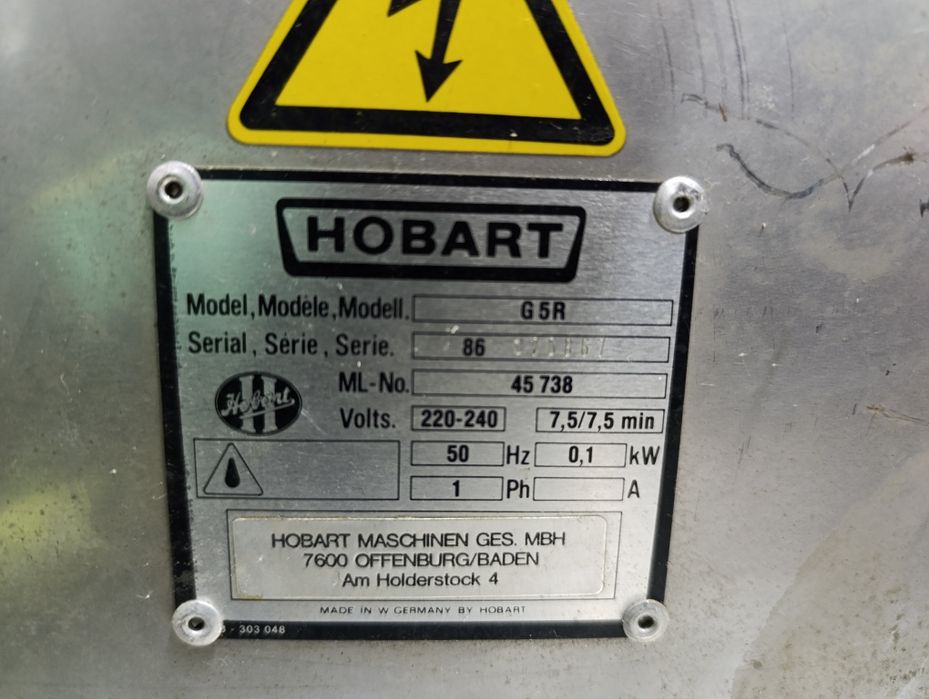 HOBART
Model, Modèle, Modell. G5R
Serial, Série, Serie. 86
ML-No. 45 738
Hobart
Volts. 220-240 7,5/7,5 min
50 Hz 0,1 kW
1 Ph A
HOBART MASCHINEN GES. MBH
7600 OFFENBURG/BADEN
Am Holderstock 4
MADE IN W GERMANY BY HOBART
- 303 048